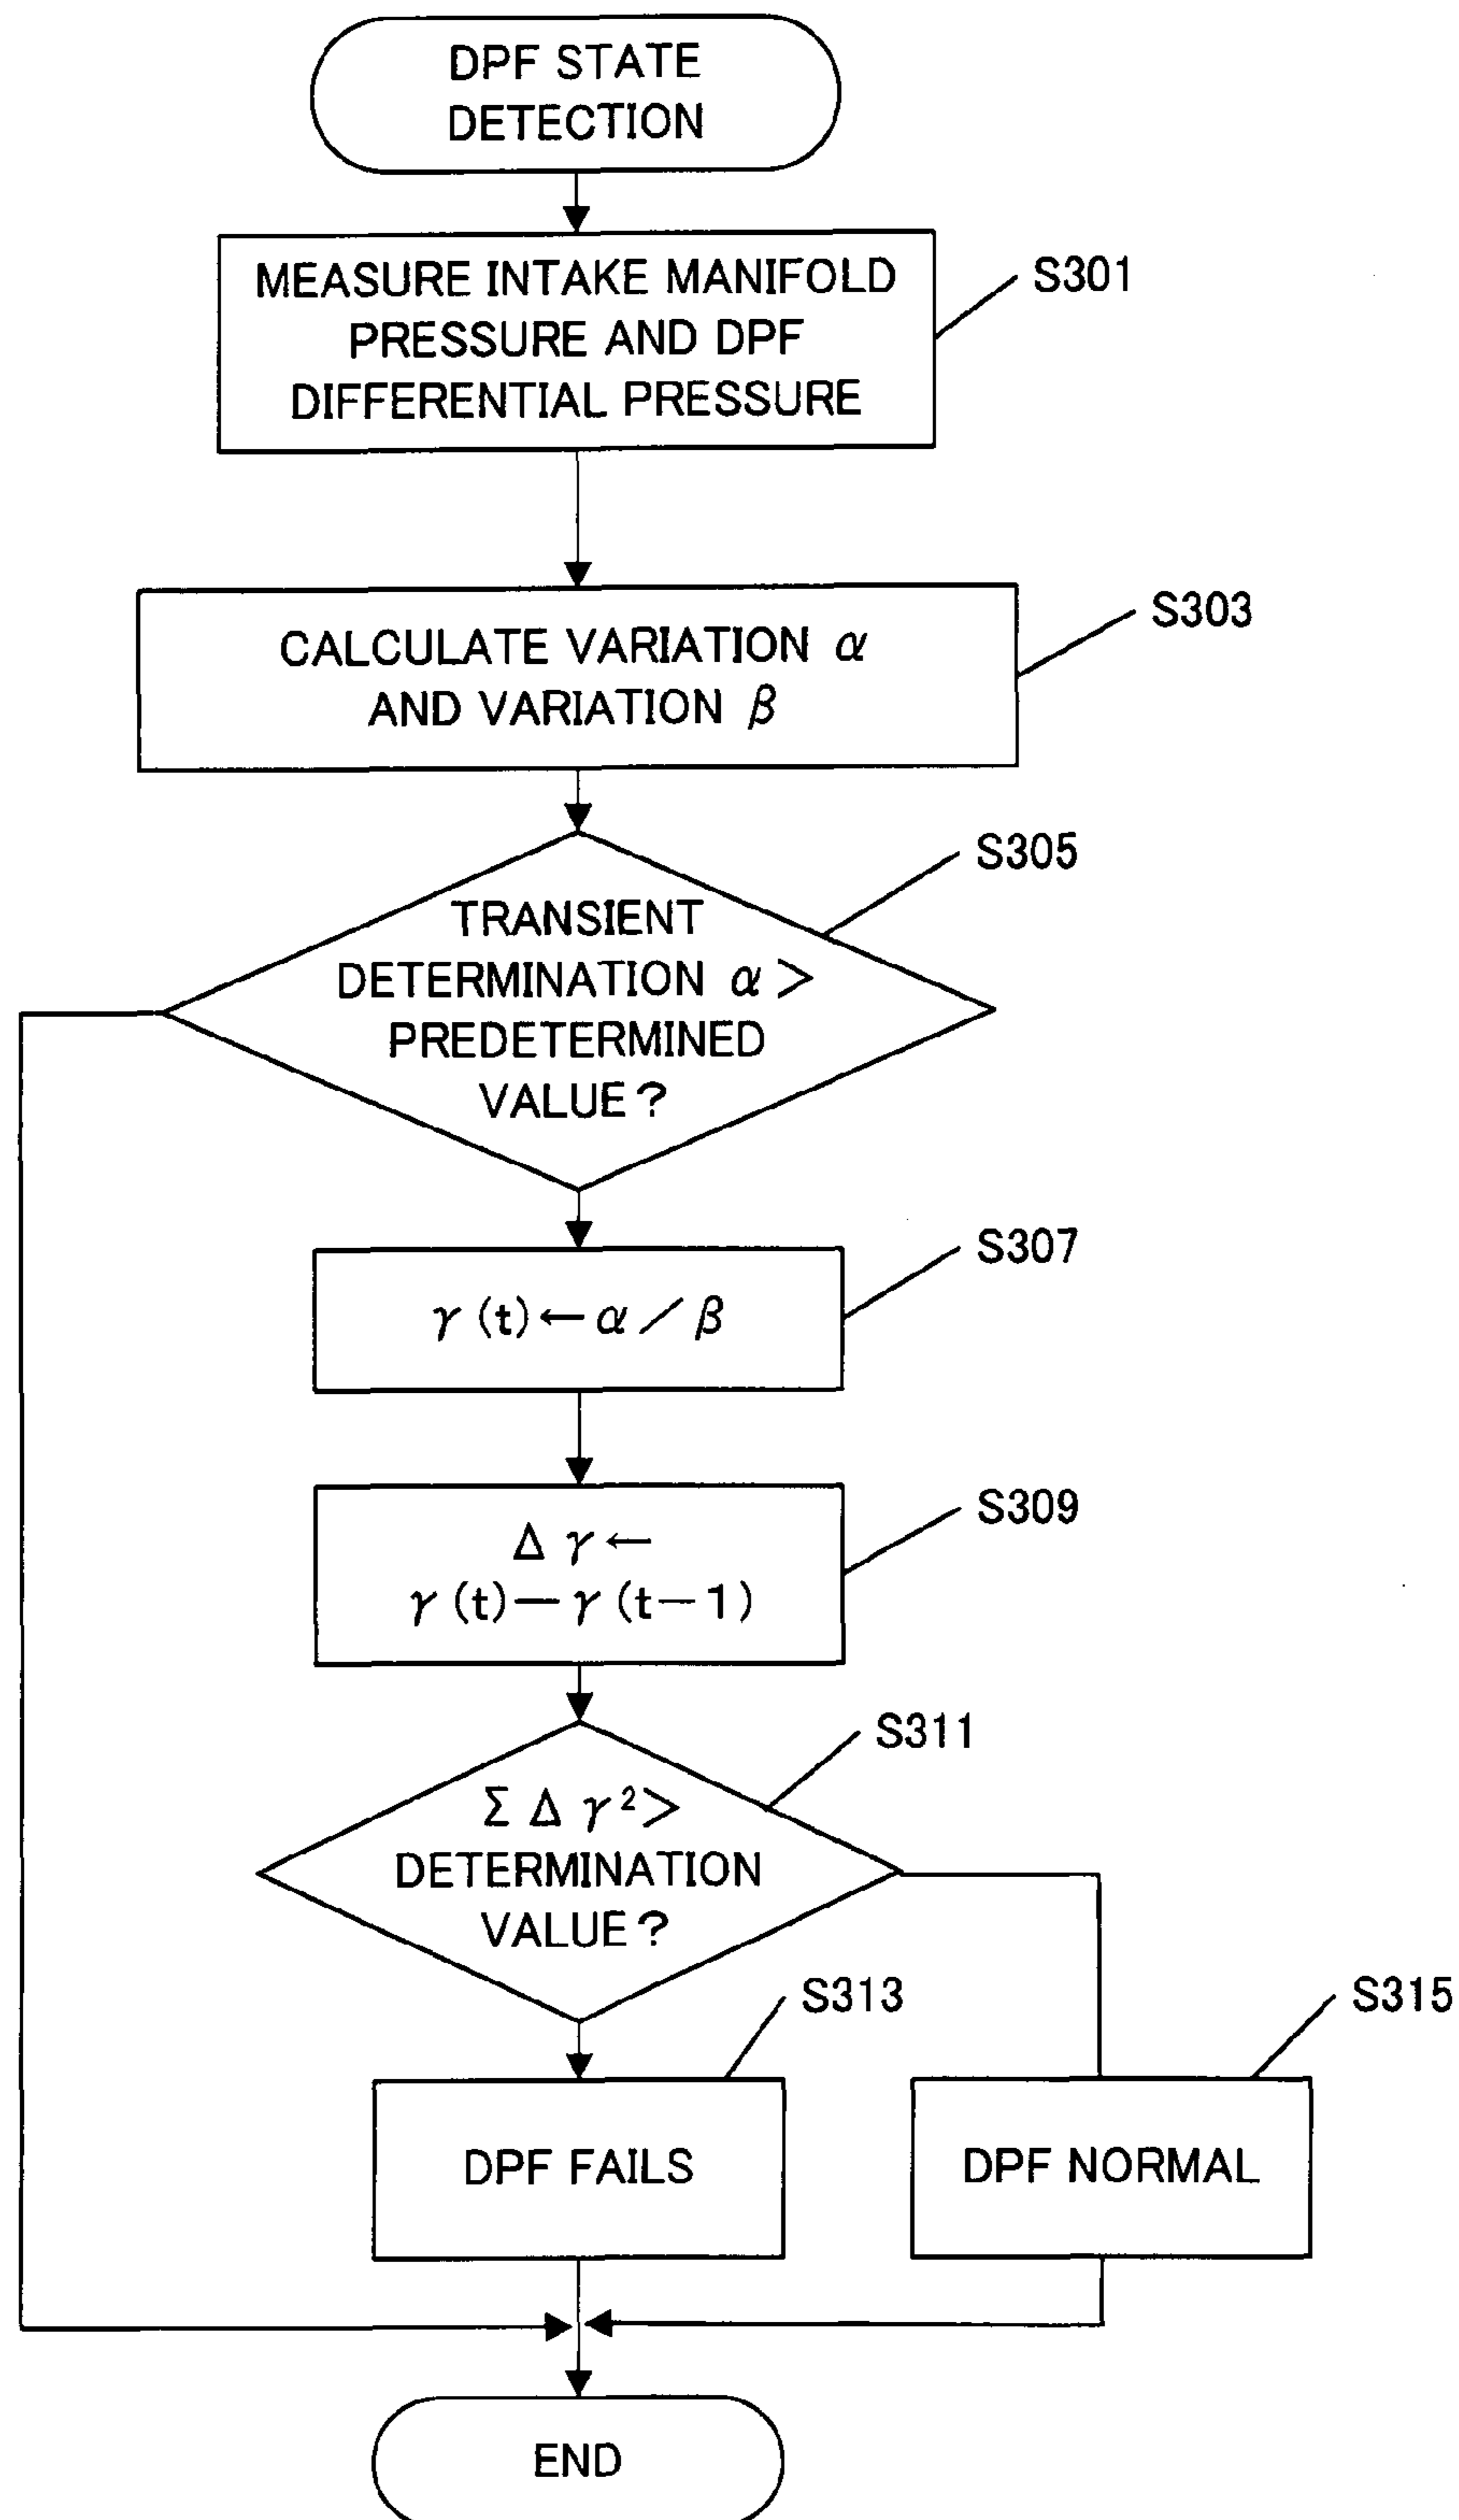 DPF STATE
DETECTION
MEASURE INTAKE MANIFOLD
PRESSURE AND DPF
DIFFERENTIAL PRESSURE
S301
CALCULATE VARIATION α
AND VARIATION β
S303
TRANSIENT
DETERMINATION α >
PREDETERMINED
VALUE?
S305
γ (t) ← α / β
S307
Δ γ ←
γ (t) — γ (t—1)
S309
Σ Δ γ ² >
DETERMINATION
VALUE?
S311
DPF FAILS
S313
DPF NORMAL
S315
END